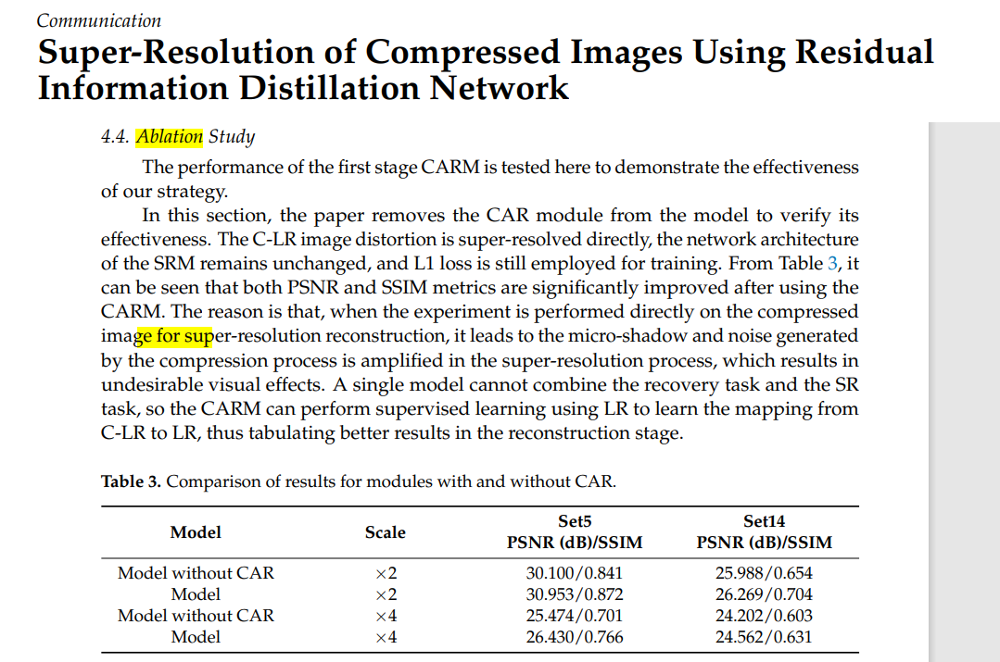 Communication
Super-Resolution of Compressed Images Using Residual
Information Distillation Network
4.4. Ablation Study
The performance of the first stage CARM is tested here to demonstrate the effectiveness
of our strategy.
In this section, the paper removes the CAR module from the model to verify its
effectiveness. The C-LR image distortion is super-resolved directly, the network architecture
of the SRM remains unchanged, and L1 loss is still employed for training. From Table 3, it
can be seen that both PSNR and SSIM metrics are significantly improved after using the
CARM. The reason is that, when the experiment is performed directly on the compressed
image for super-resolution reconstruction, it leads to the micro-shadow and noise generated
by the compression process is amplified in the super-resolution process, which results in
undesirable visual effects. A single model cannot combine the recovery task and the SR
task, so the CARM can perform supervised learning using LR to learn the mapping from
C-LR to LR, thus tabulating better results in the reconstruction stage.
Table 3. Comparison of results for modules with and without CAR.
Model Scale Set5 PSNR (dB)/SSIM Set14 PSNR (dB)/SSIM
Model without CAR ×2 30.100/0.841 25.988/0.654
Model ×2 30.953/0.872 26.269/0.704
Model without CAR ×4 25.474/0.701 24.202/0.603
Model ×4 26.430/0.766 24.562/0.631